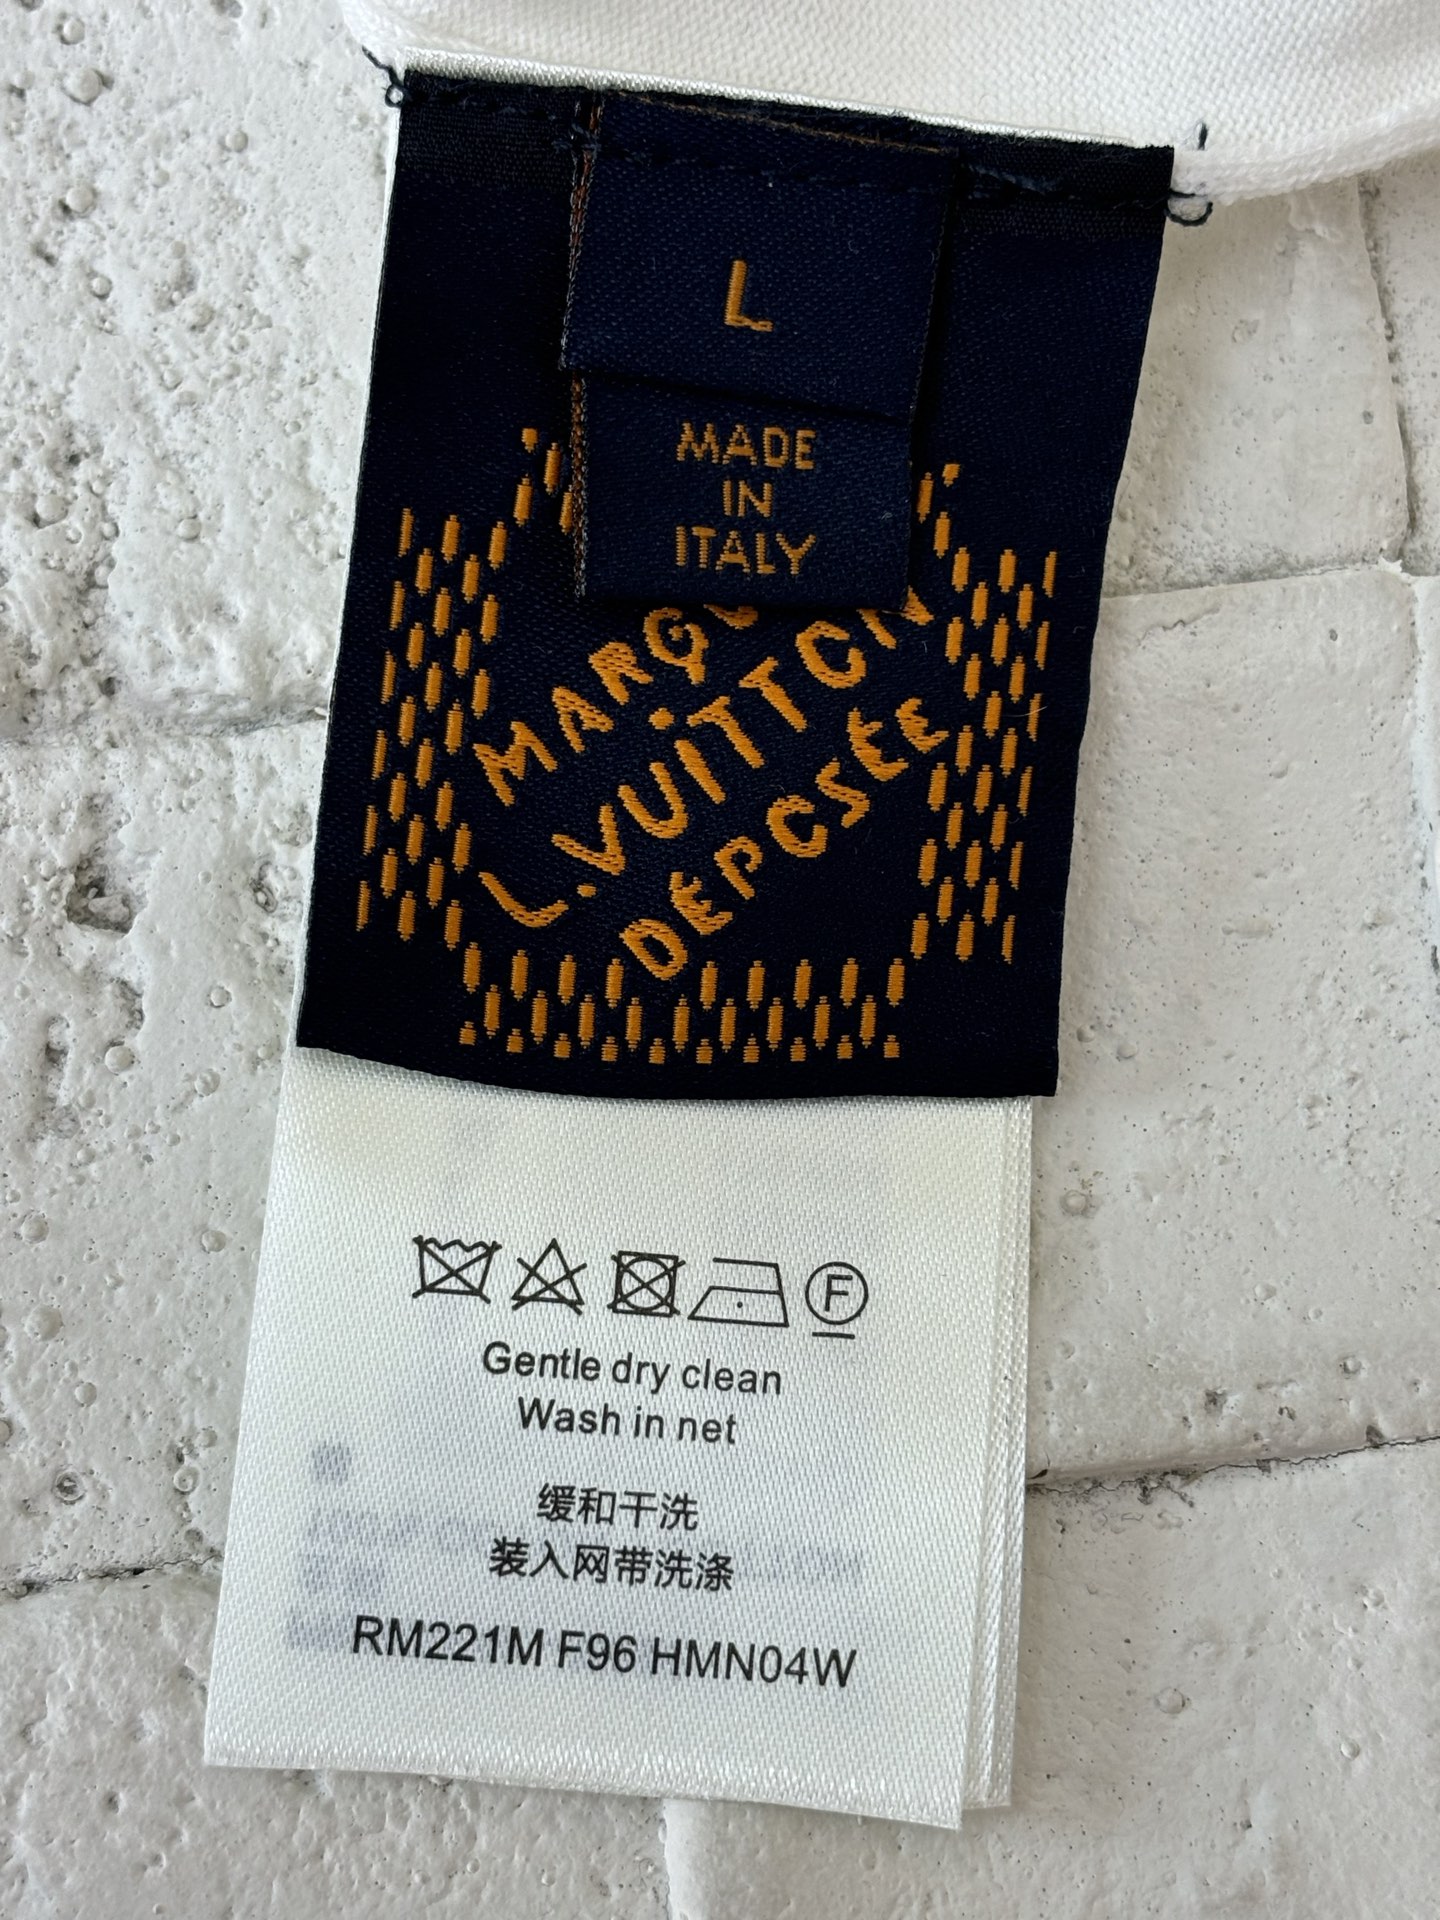 L
MADE
IN
ITALY
L.VUITTON
DÉPOSÉE
F
Gentle dry clean
Wash in net
缓和干洗
装入网带洗涤
RM221M F96 HMN04W